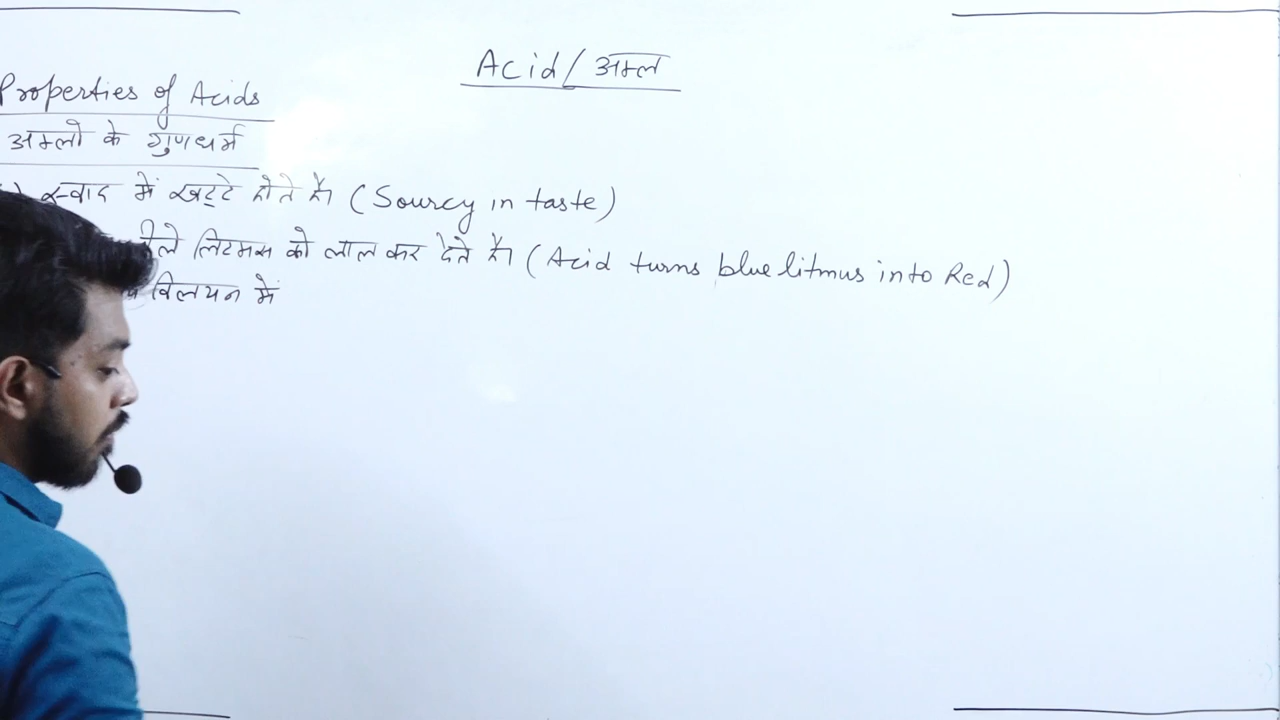 Acid/अम्ल
Properties of Acids
अम्लो के गुणधर्म
स्वाद में खट्टे होते हैं। (Sourcy in taste)
नीले लिटमस को लाल कर देते हैं। (Acid turns blue litmus into Red)
विलयन में